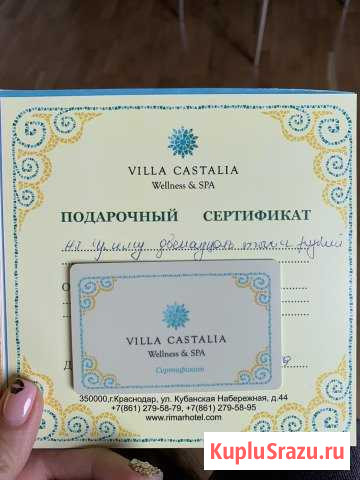 VILLA CASTALIA
Wellness & SPA
ПОДАРОЧНЫЙ СЕРТИФИКАТ
на сумму двенадцать тысяч рублей
О
VILLA CASTALIA
Wellness & SPA
Сертификат
Д
350000, г.Краснодар, ул. Кубанская Набережная, д.44
+7(861) 279-58-79, +7(861) 279-58-95
www.rimarhotel.com
KupluSrazu.ru